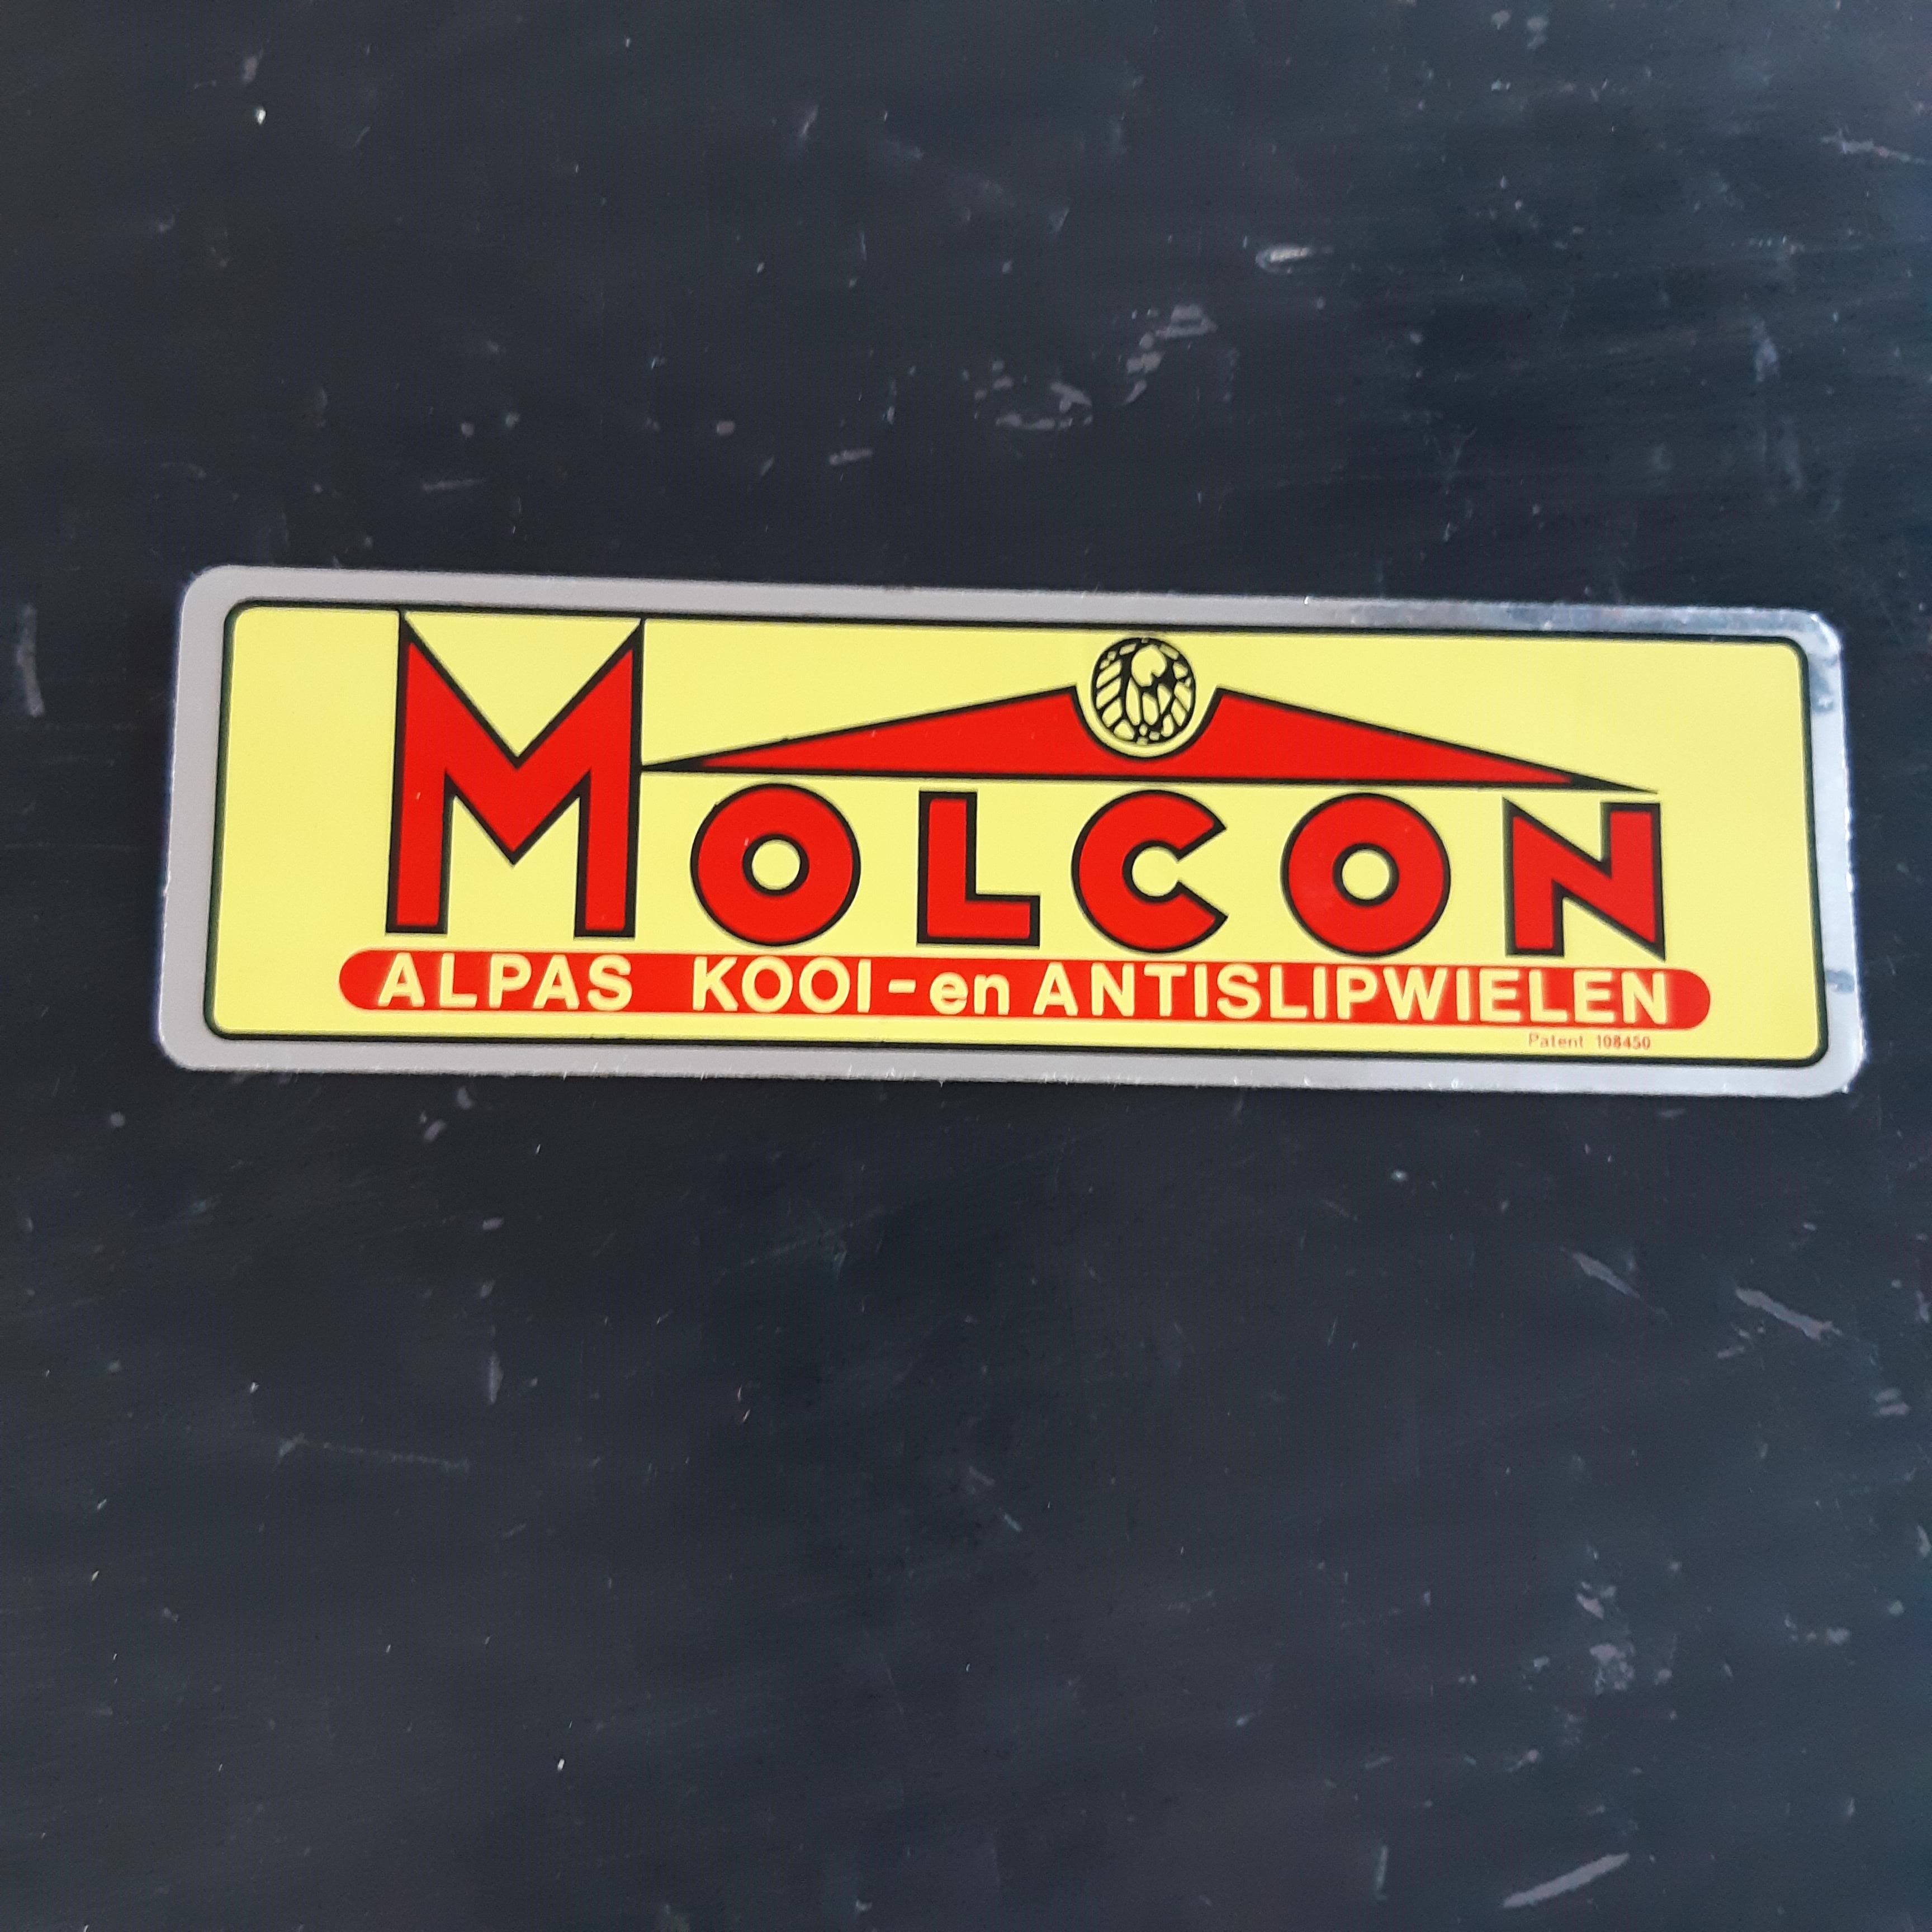 MOLCON
ALPAS KOOI-en ANTISLIPWIELEN
Patent 108450